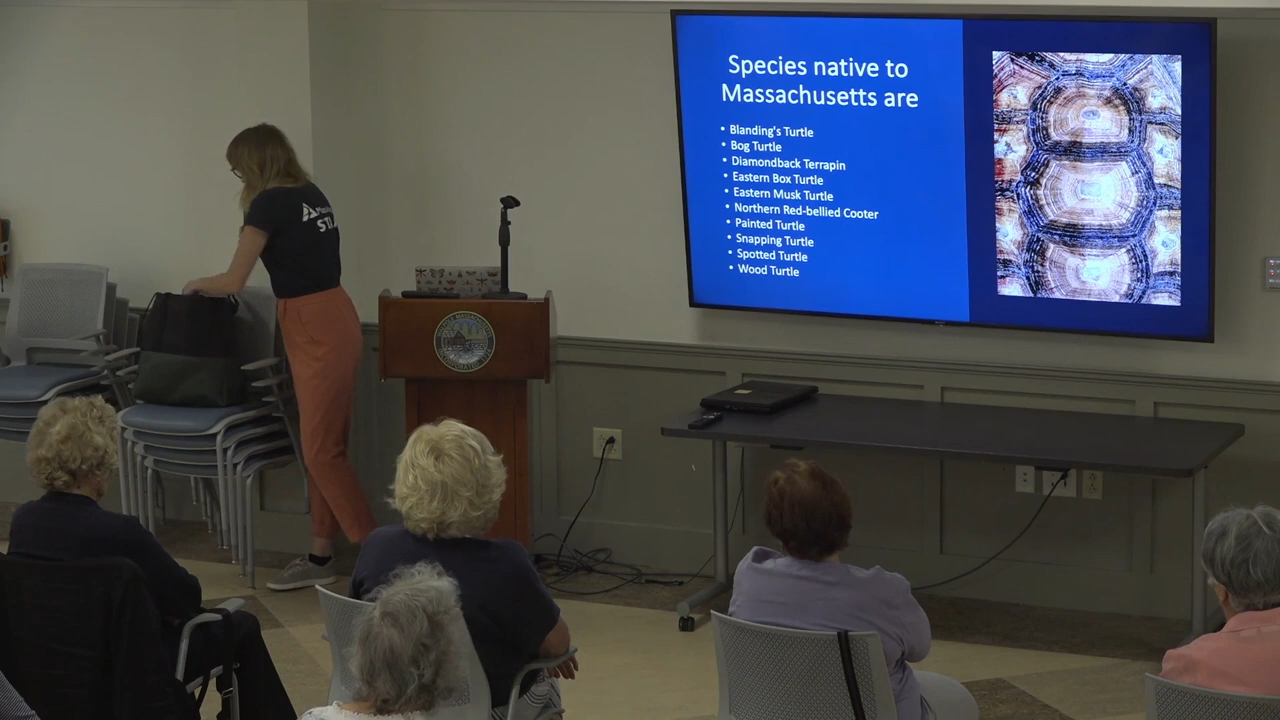 Species native to
Massachusetts are
• Blanding's Turtle
• Bog Turtle
• Diamondback Terrapin
• Eastern Box Turtle
• Eastern Musk Turtle
• Northern Red-bellied Cooter
• Painted Turtle
• Snapping Turtle
• Spotted Turtle
• Wood Turtle